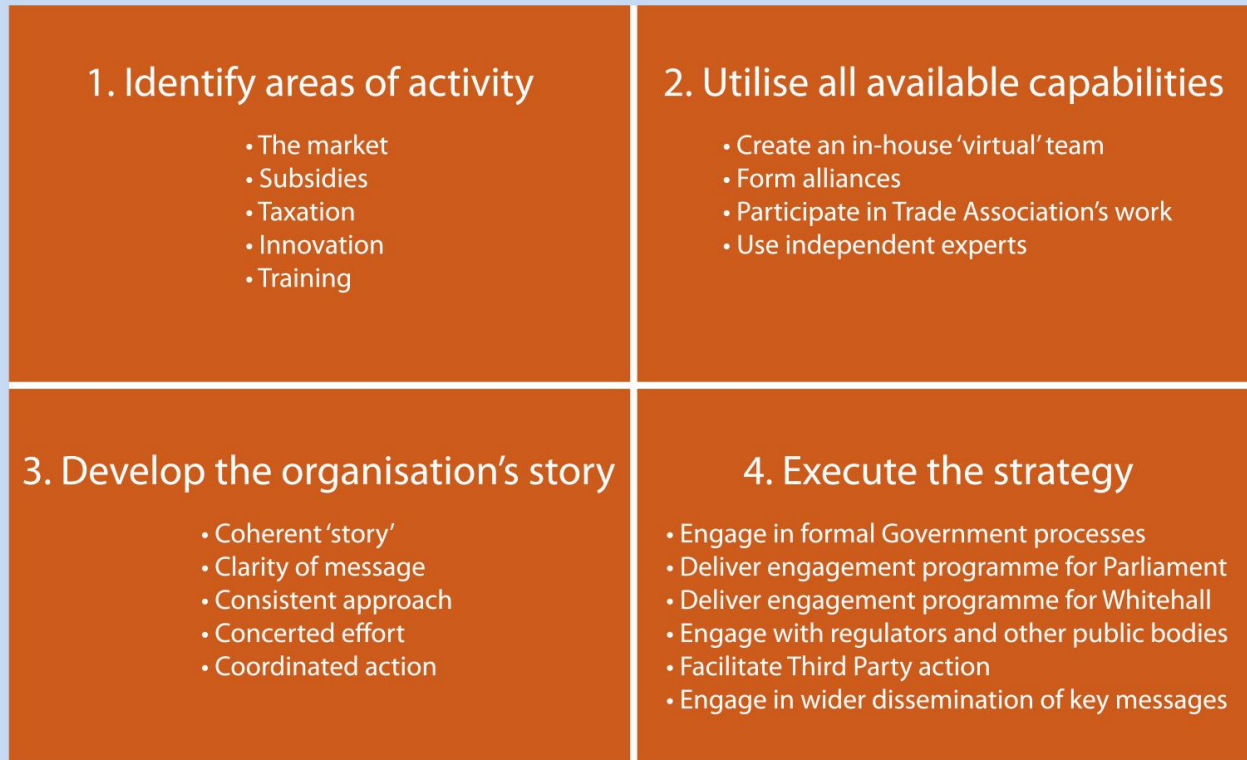 1. Identify areas of activity
• The market
• Subsidies
• Taxation
• Innovation
• Training
2. Utilise all available capabilities
• Create an in-house ‘virtual’ team
• Form alliances
• Participate in Trade Association’s work
• Use independent experts
3. Develop the organisation’s story
• Coherent ‘story’
• Clarity of message
• Consistent approach
• Concerted effort
• Coordinated action
4. Execute the strategy
• Engage in formal Government processes
• Deliver engagement programme for Parliament
• Deliver engagement programme for Whitehall
• Engage with regulators and other public bodies
• Facilitate Third Party action
• Engage in wider dissemination of key messages